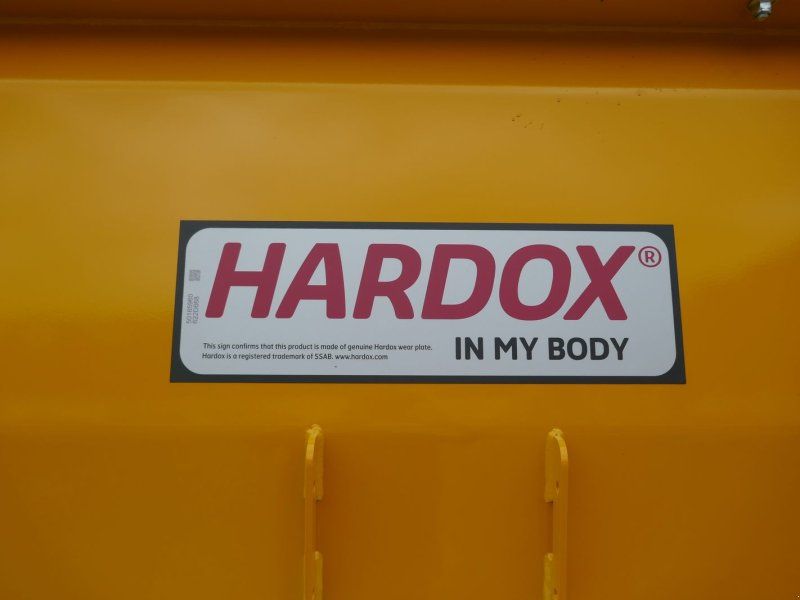 HARDOX®
This sign confirms that this product is made of genuine Hardox wear plate.
Hardox is a registered trademark of SSAB. www.hardox.com
IN MY BODY